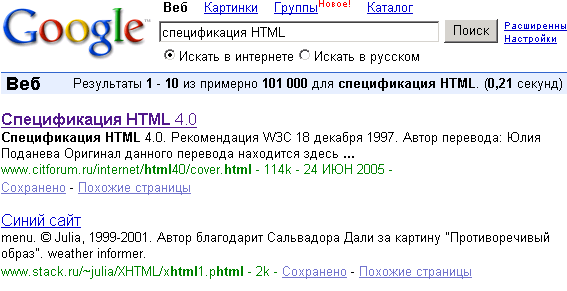 Веб Картинки Группы Новое! Каталог
Google™
спецификация HTML Поиск Расширенны
Настройки
Искать в интернете Искать в русском
Веб Результаты 1 - 10 из примерно 101 000 для спецификация HTML. (0,21 секунд)
Спецификация HTML 4.0
Спецификация HTML 4.0. Рекомендация W3C 18 декабря 1997. Автор перевода: Юлия
Поданева Оригинал данного перевода находится здесь ...
www.citforum.ru/internet/html40/cover.html - 114k - 24 ИЮН 2005 -
Сохранено - Похожие страницы
Синий сайт
menu. © Julia, 1999-2001. Автор благодарит Сальвадора Дали за картину "Противоречивый
образ". weather informer.
www.stack.ru/~julia/XHTML/xhtml1.phtml - 2k - Сохранено - Похожие страницы